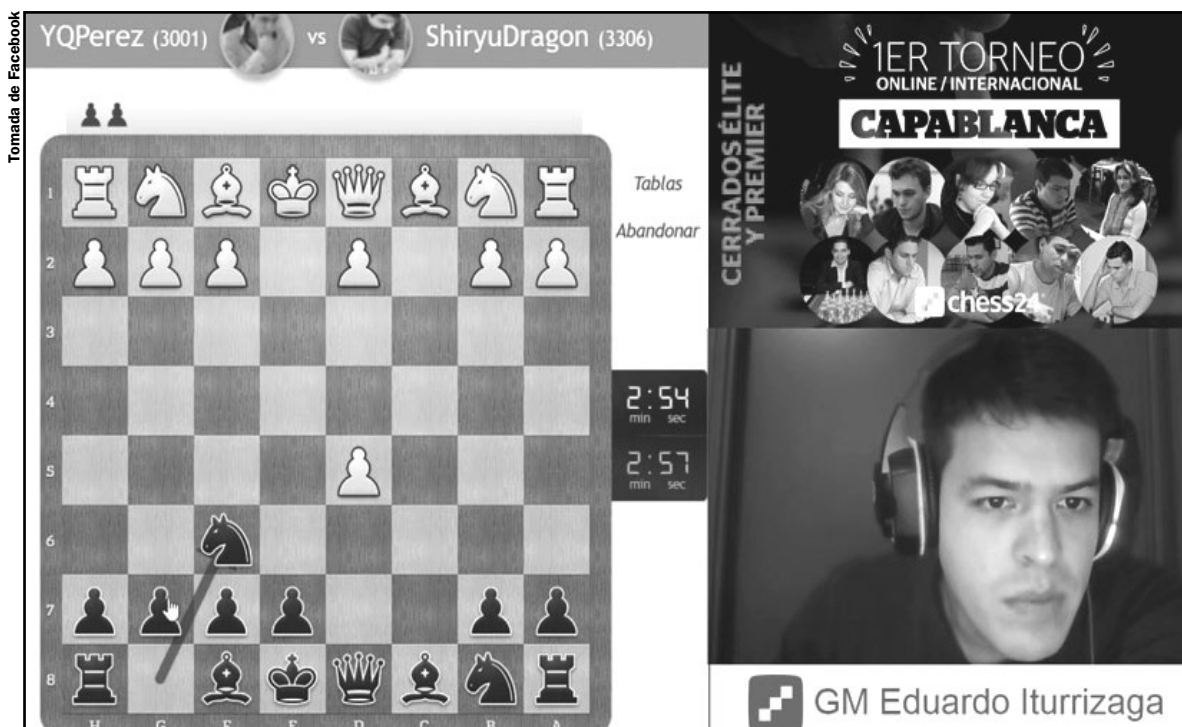 Tomada de Facebook
YQPerez (3001) vs ShiryuDragon (3306)
1ER TORNEO
ONLINE / INTERNACIONAL
CAPABLANCA
CERRADOS ÉLITE
Y PREMIER
chess24
Tablas
Abandonar
2:54
min sec
2:57
min sec
1
2
3
4
5
6
7
8
H G F E D C B A
GM Eduardo Iturrizaga